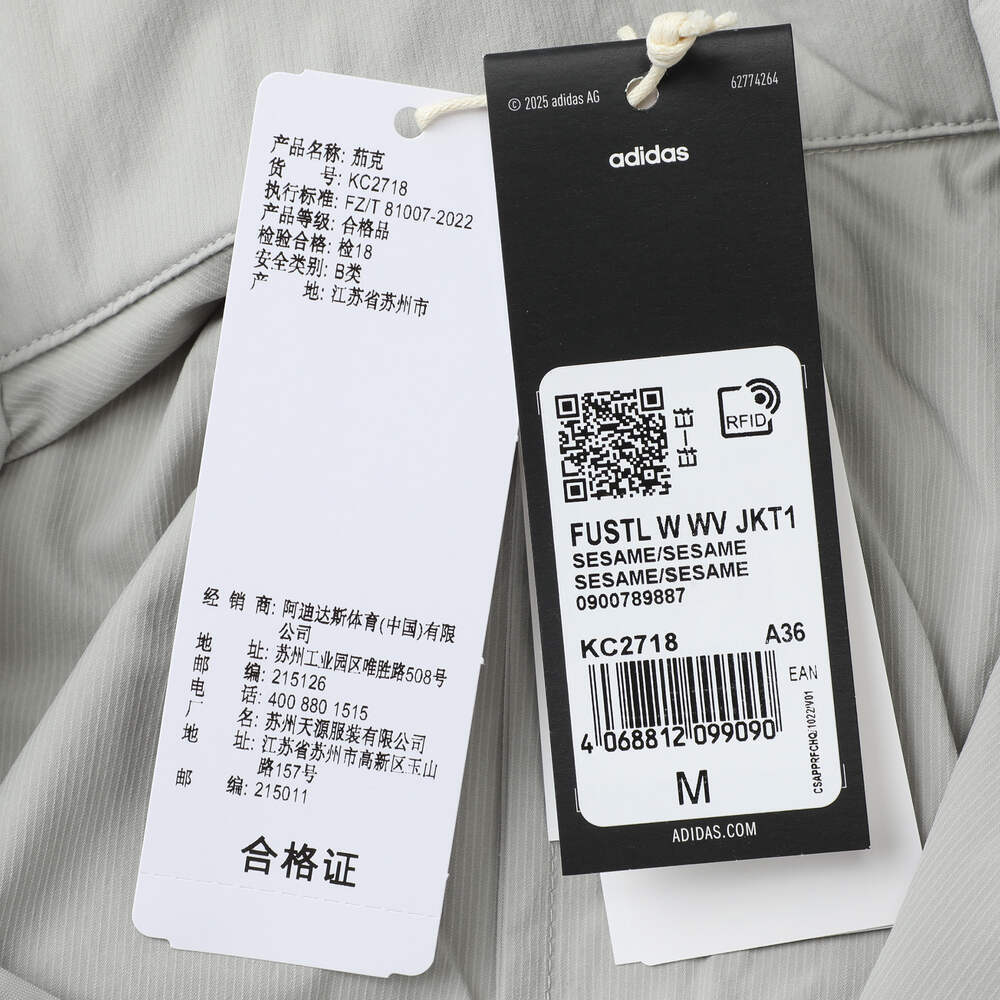 产品名称: 茄克
货 号: KC2718
执行标准: FZ/T 81007-2022
产品等级: 合格品
检验合格: 检18
安全类别: B类
产 地: 江苏省苏州市
经 销 商: 阿迪达斯体育(中国)有限
公司
地 址: 苏州工业园区唯胜路508号
邮 编: 215126
电 话: 400 880 1515
厂 名: 苏州天源服装有限公司
地 址: 江苏省苏州市高新区玉山
路157号
邮 编: 215011
合格证
© 2025 adidas AG
62774264
adidas
扫一扫
RFID
FUSTL W WV JKT1
SESAME/SESAME
SESAME/SESAME
0900789887
KC2718 A36
EAN
4 068812 099090
CSAPPRFCHQ1022/V01
M
ADIDAS.COM